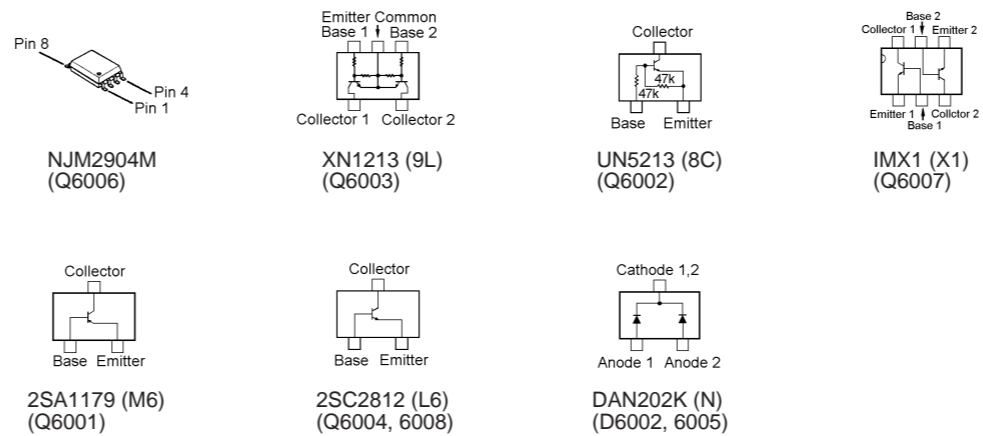 Pin 8
Pin 4
Pin 1
NJM2904M
(Q6006)
Emitter Common
Base 1 Base 2
Collector 1 Collector 2
XN1213 (9L)
(Q6003)
Collector
47k
47k
Base Emitter
UN5213 (8C)
(Q6002)
Base 2
Collector 1 Emitter 2
Emitter 1 Collctor 2
Base 1
IMX1 (X1)
(Q6007)
Collector
Base Emitter
2SA1179 (M6)
(Q6001)
Collector
Base Emitter
2SC2812 (L6)
(Q6004, 6008)
Cathode 1,2
Anode 1 Anode 2
DAN202K (N)
(D6002, 6005)